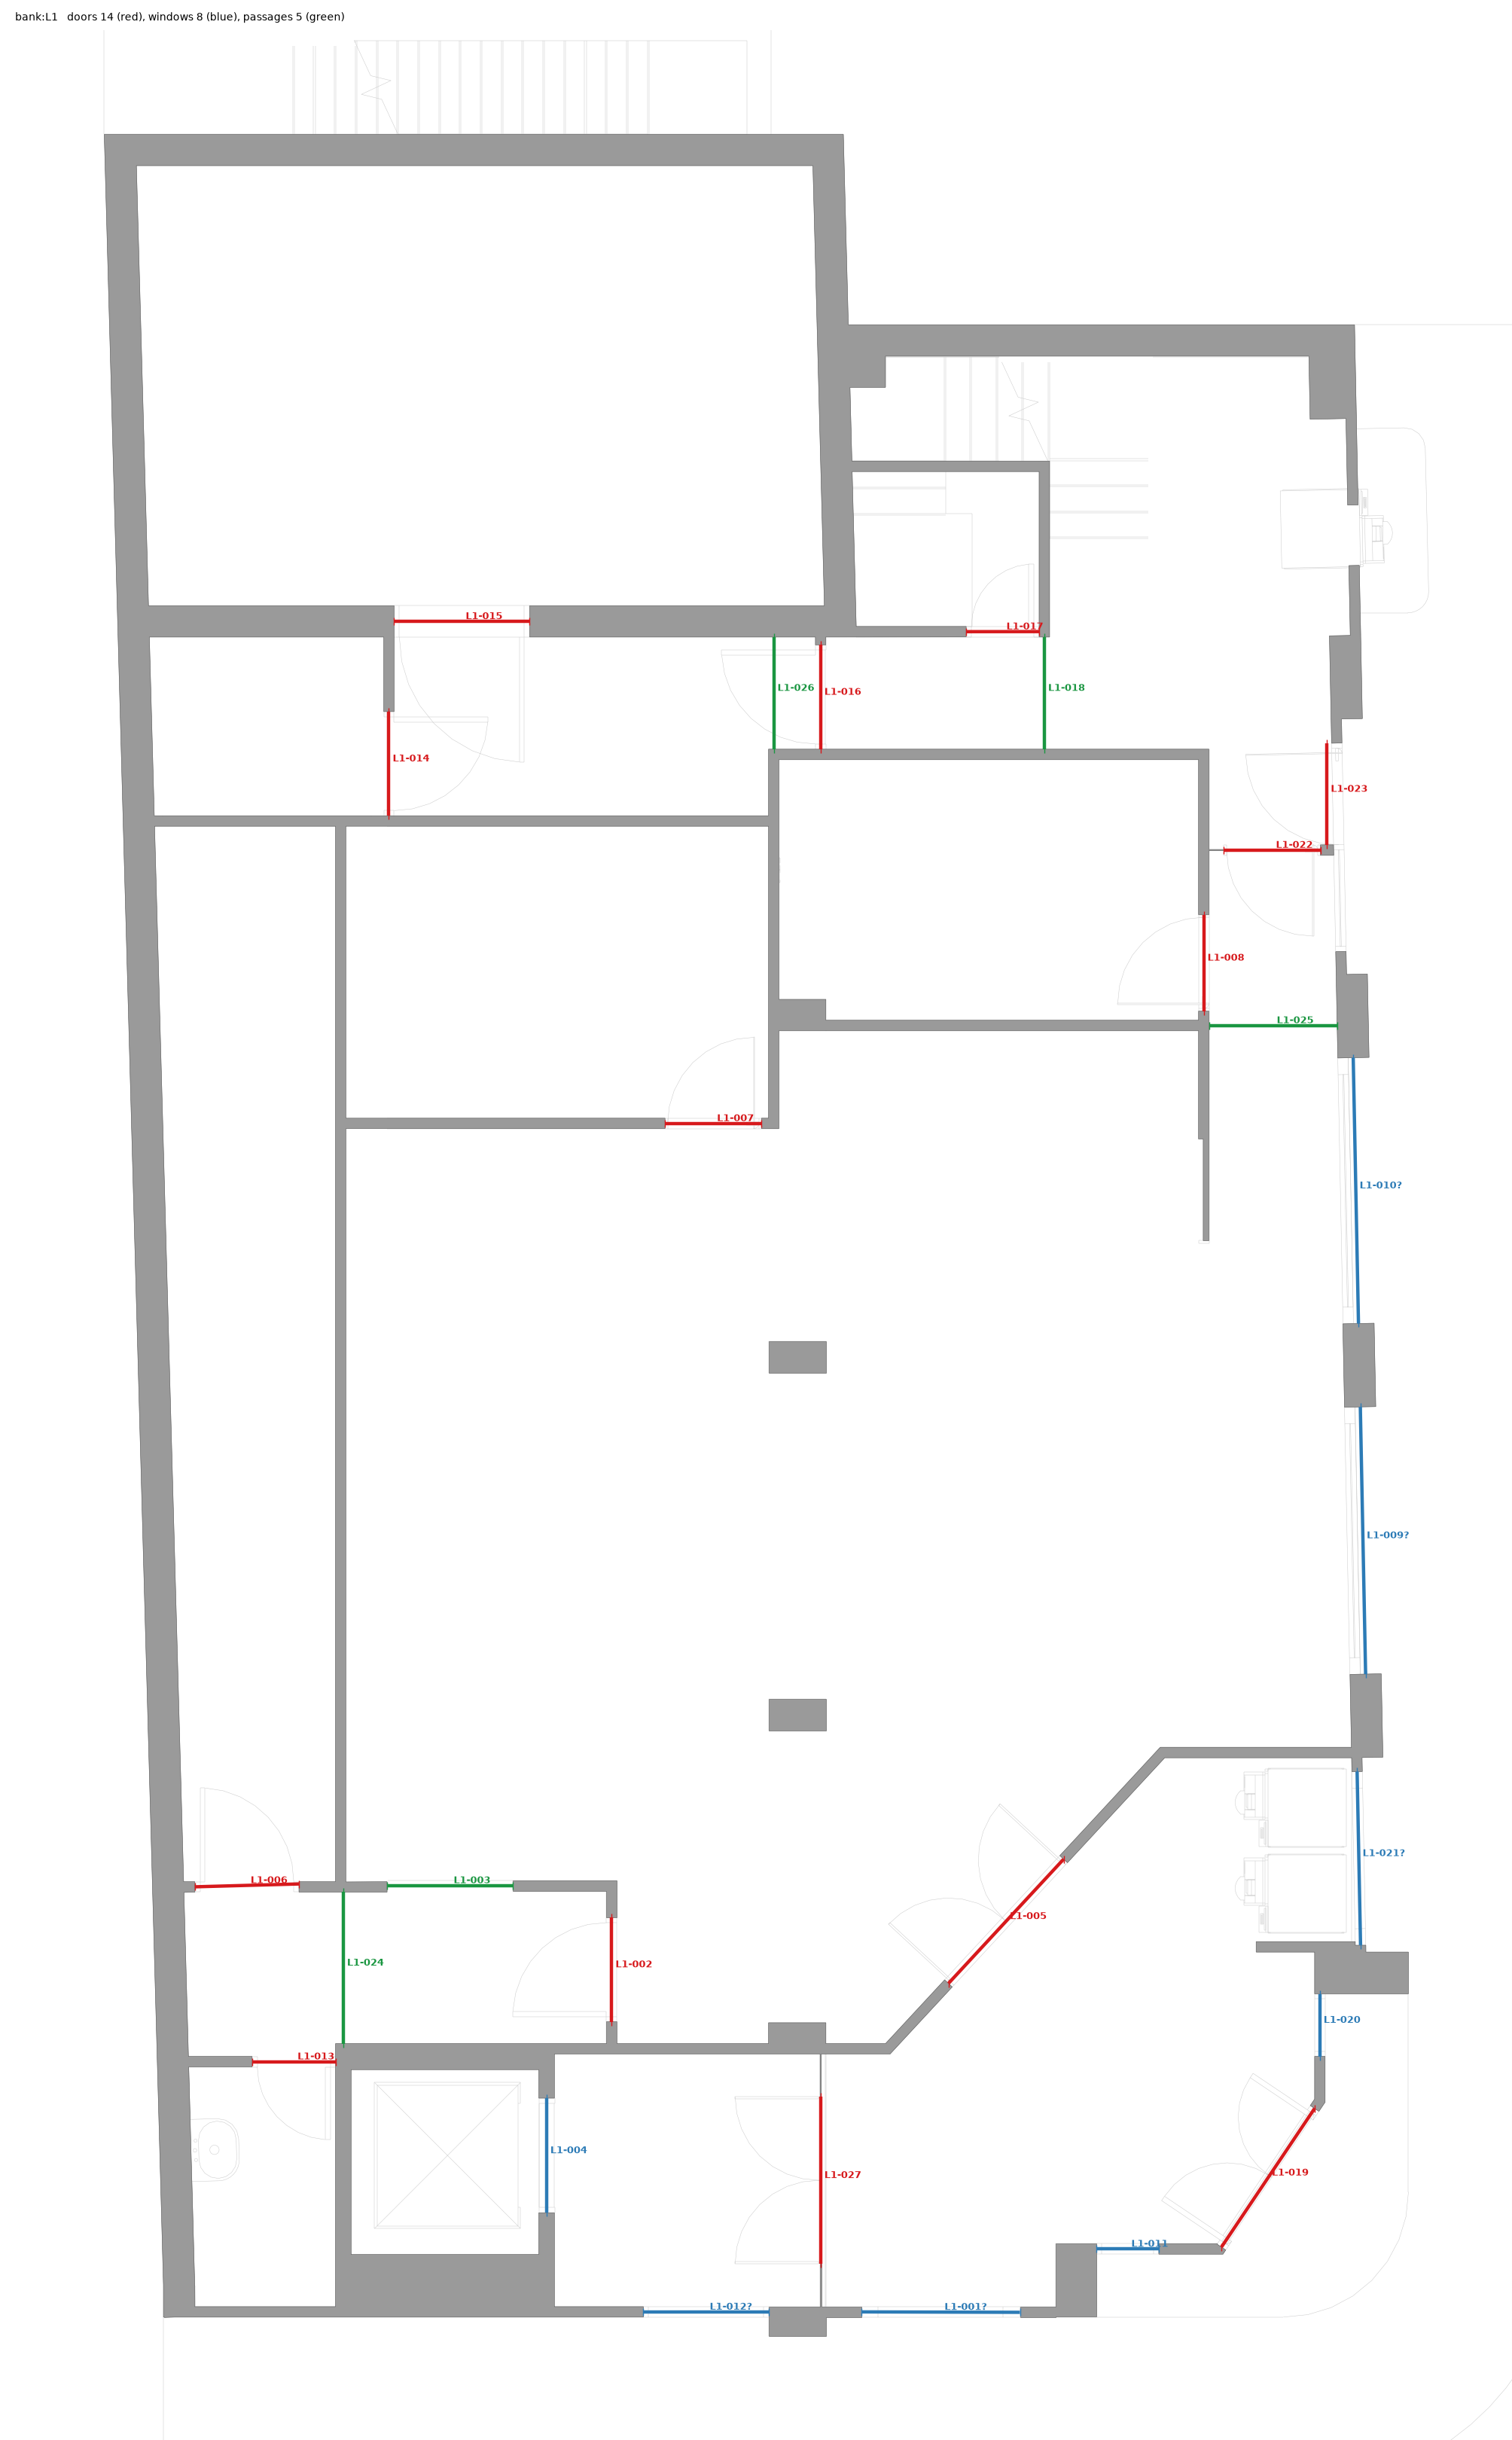 bank:L1   doors 14 (red), windows 8 (blue), passages 5 (green)
L1-015
L1-017
L1-026
L1-016
L1-018
L1-014
L1-023
L1-022
L1-008
L1-025
L1-007
L1-010?
L1-009?
L1-021?
L1-006
L1-003
L1-005
L1-024
L1-002
L1-020
L1-013
L1-004
L1-027
L1-019
L1-011
L1-012?
L1-001?